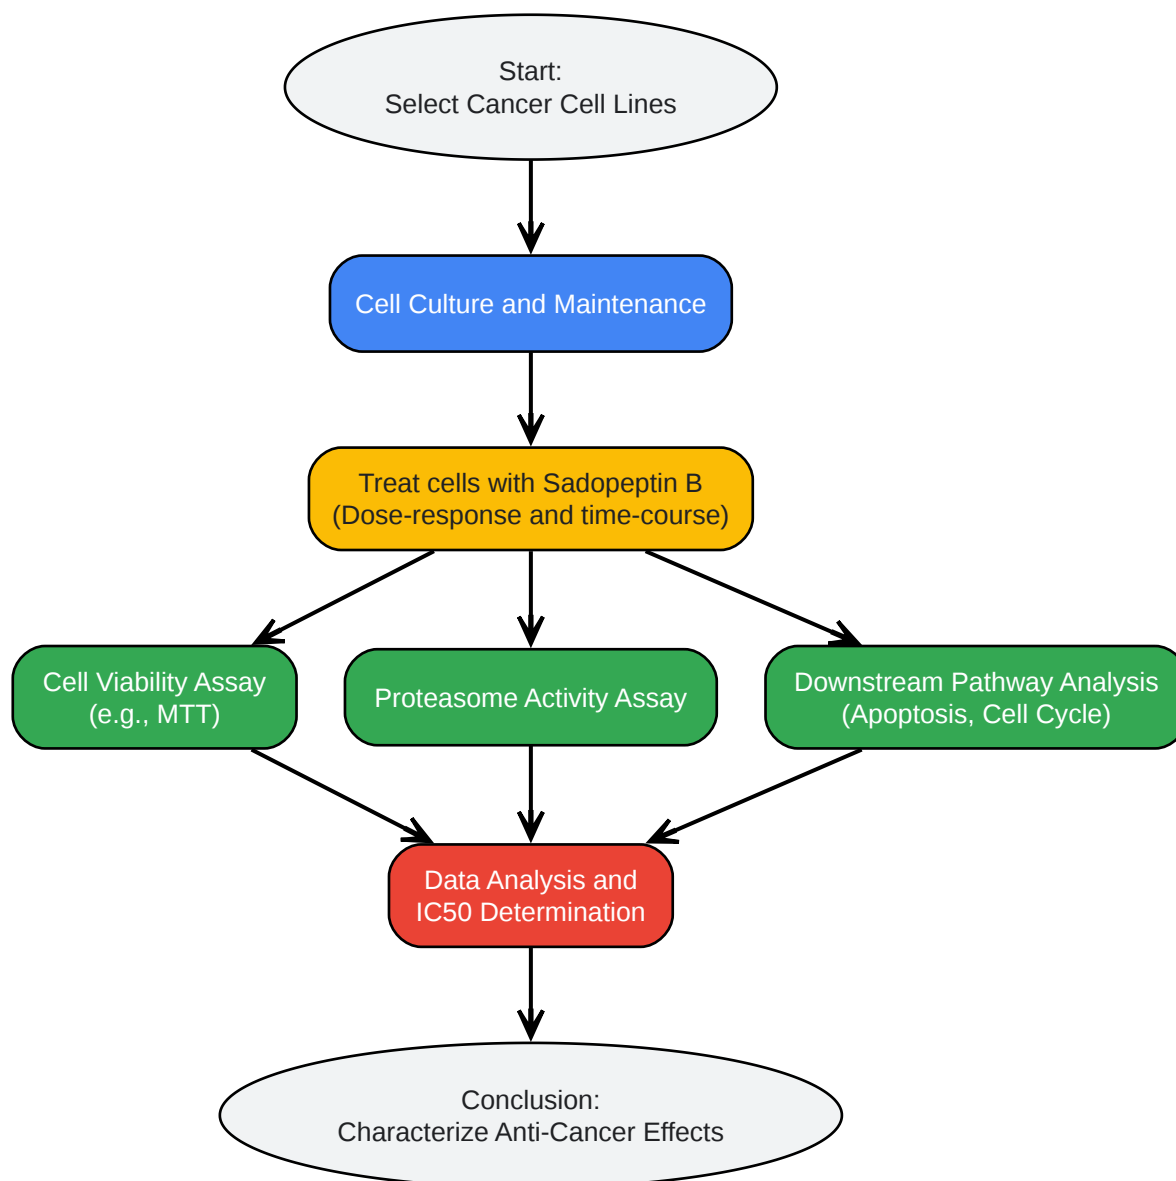 Start:
Select Cancer Cell Lines
Cell Culture and Maintenance
Treat cells with Sadopeptin B
(Dose-response and time-course)
Cell Viability Assay
(e.g., MTT)
Proteasome Activity Assay
Downstream Pathway Analysis
(Apoptosis, Cell Cycle)
Data Analysis and
IC50 Determination
Conclusion:
Characterize Anti-Cancer Effects